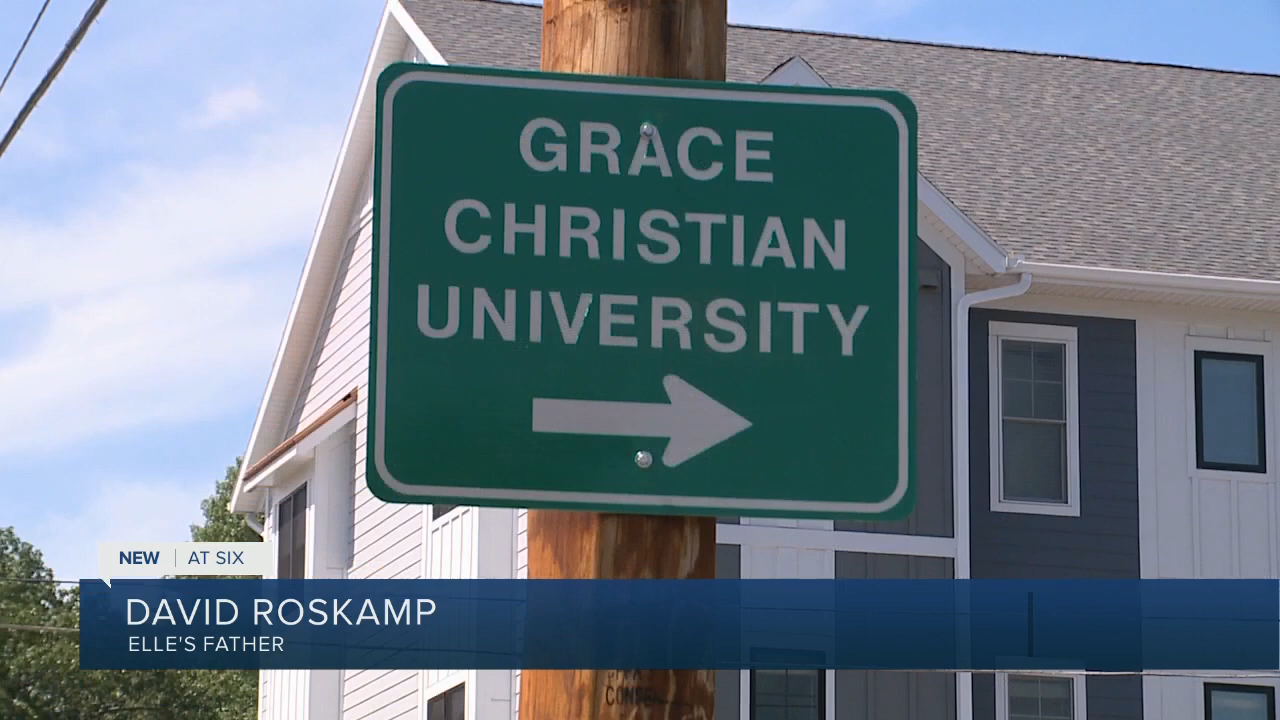 GRACE
CHRISTIAN
UNIVERSITY
NEW AT SIX
DAVID ROSKAMP
ELLE'S FATHER